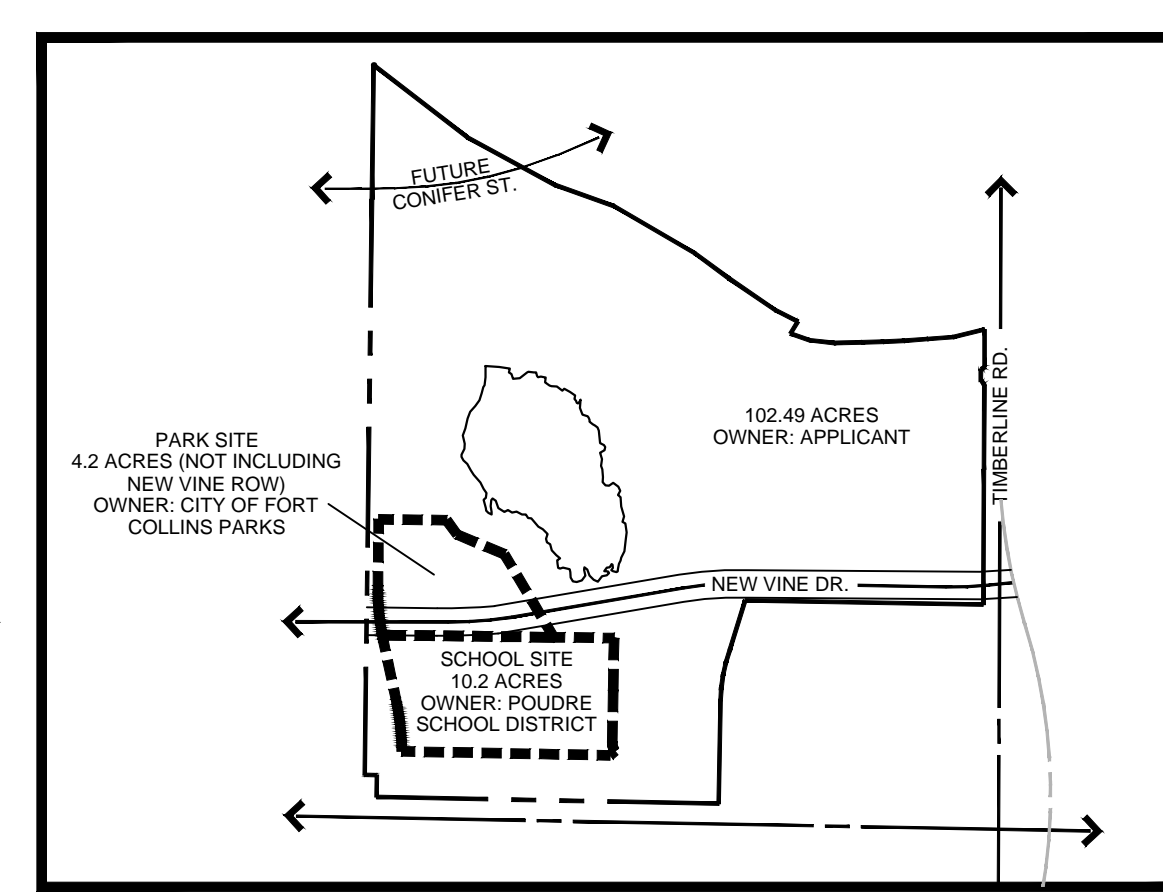 FUTURE
CONIFER ST.
TIMBERLINE RD.
102.49 ACRES
OWNER: APPLICANT
PARK SITE
4.2 ACRES (NOT INCLUDING
NEW VINE ROW)
OWNER: CITY OF FORT
COLLINS PARKS
NEW VINE DR.
SCHOOL SITE
10.2 ACRES
OWNER: POUDRE
SCHOOL DISTRICT